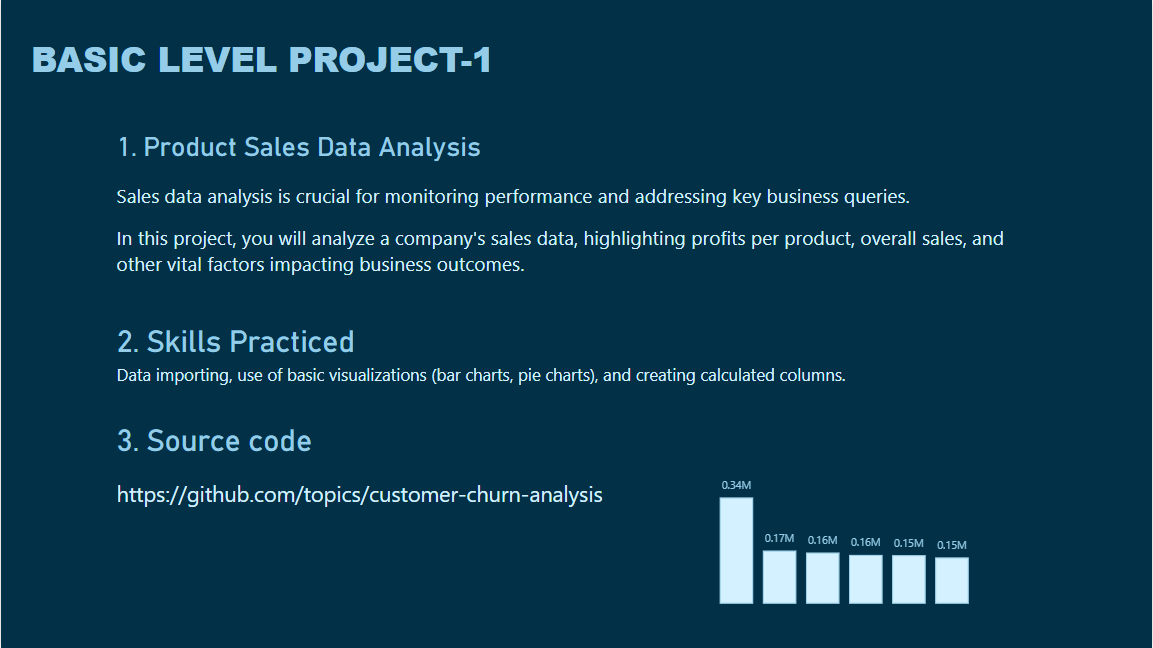 BASIC LEVEL PROJECT-1
1. Product Sales Data Analysis
Sales data analysis is crucial for monitoring performance and addressing key business queries.
In this project, you will analyze a company's sales data, highlighting profits per product, overall sales, and
other vital factors impacting business outcomes.
2. Skills Practiced
Data importing, use of basic visualizations (bar charts, pie charts), and creating calculated columns.
3. Source code
https://github.com/topics/customer-churn-analysis
0.34M
0.17M
0.16M
0.16M
0.15M
0.15M